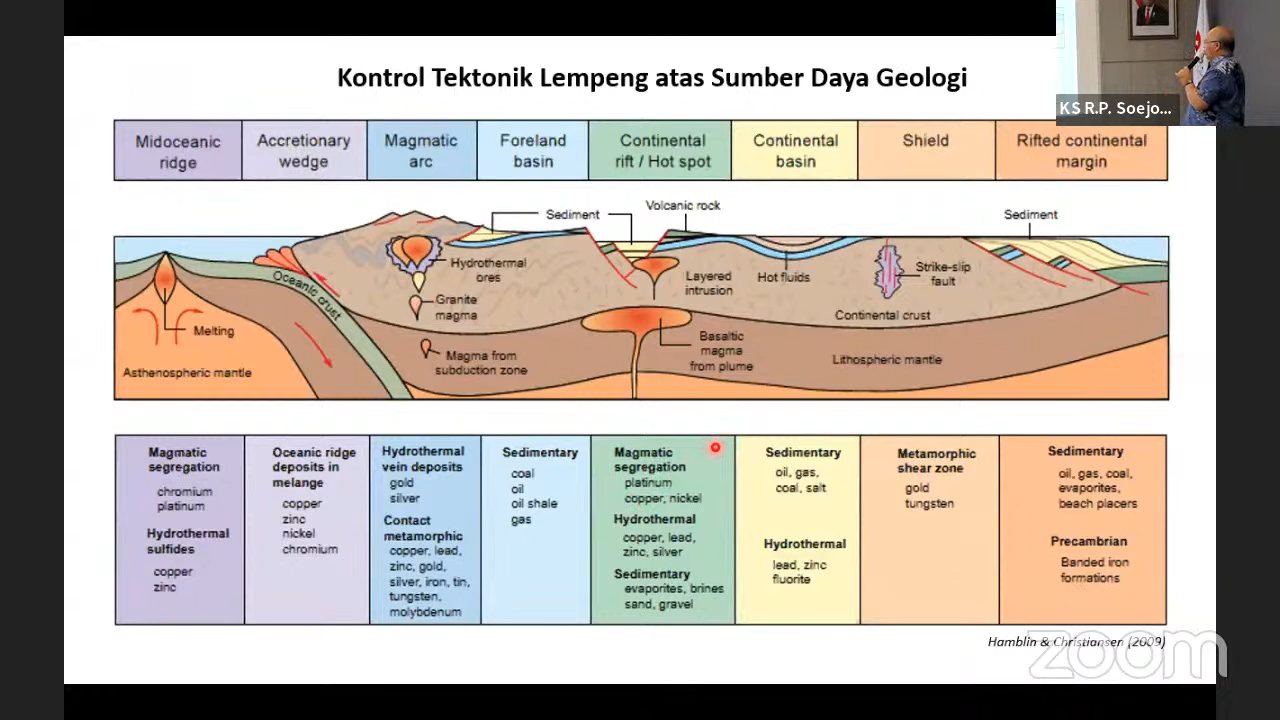 KS R.P. Soejo...
Kontrol Tektonik Lempeng atas Sumber Daya Geologi
Midoceanic
ridge
Accretionary
wedge
Magmatic
arc
Foreland
basin
Continental
rift / Hot spot
Continental
basin
Shield
Rifted continental
margin
Sediment
Volcanic rock
Sediment
Hydrothermal
ores
Oceanic crust
Granite
magma
Layered
intrusion
Hot fluids
Strike-slip
fault
Continental crust
Melting
Magma from
subduction zone
Basaltic
magma
from plume
Lithospheric mantle
Asthenospheric mantle
Magmatic
segregation
chromium
platinum
Hydrothermal
sulfides
copper
zinc
Oceanic ridge
deposits in
melange
copper
zinc
nickel
chromium
Hydrothermal
vein deposits
gold
silver
Contact
metamorphic
copper, lead,
zinc, gold,
silver, iron, tin,
tungsten,
molybdenum
Sedimentary
coal
oil
oil shale
gas
Magmatic
segregation
platinum
copper, nickel
Hydrothermal
copper, lead,
zinc, silver
Sedimentary
evaporites, brines
sand, gravel
Sedimentary
oil, gas,
coal, salt
Hydrothermal
lead, zinc
fluorite
Metamorphic
shear zone
gold
tungsten
Sedimentary
oil, gas, coal,
evaporites,
beach placers
Precambrian
Banded iron
formations
Hamblin & Christiansen (2009)
zoom